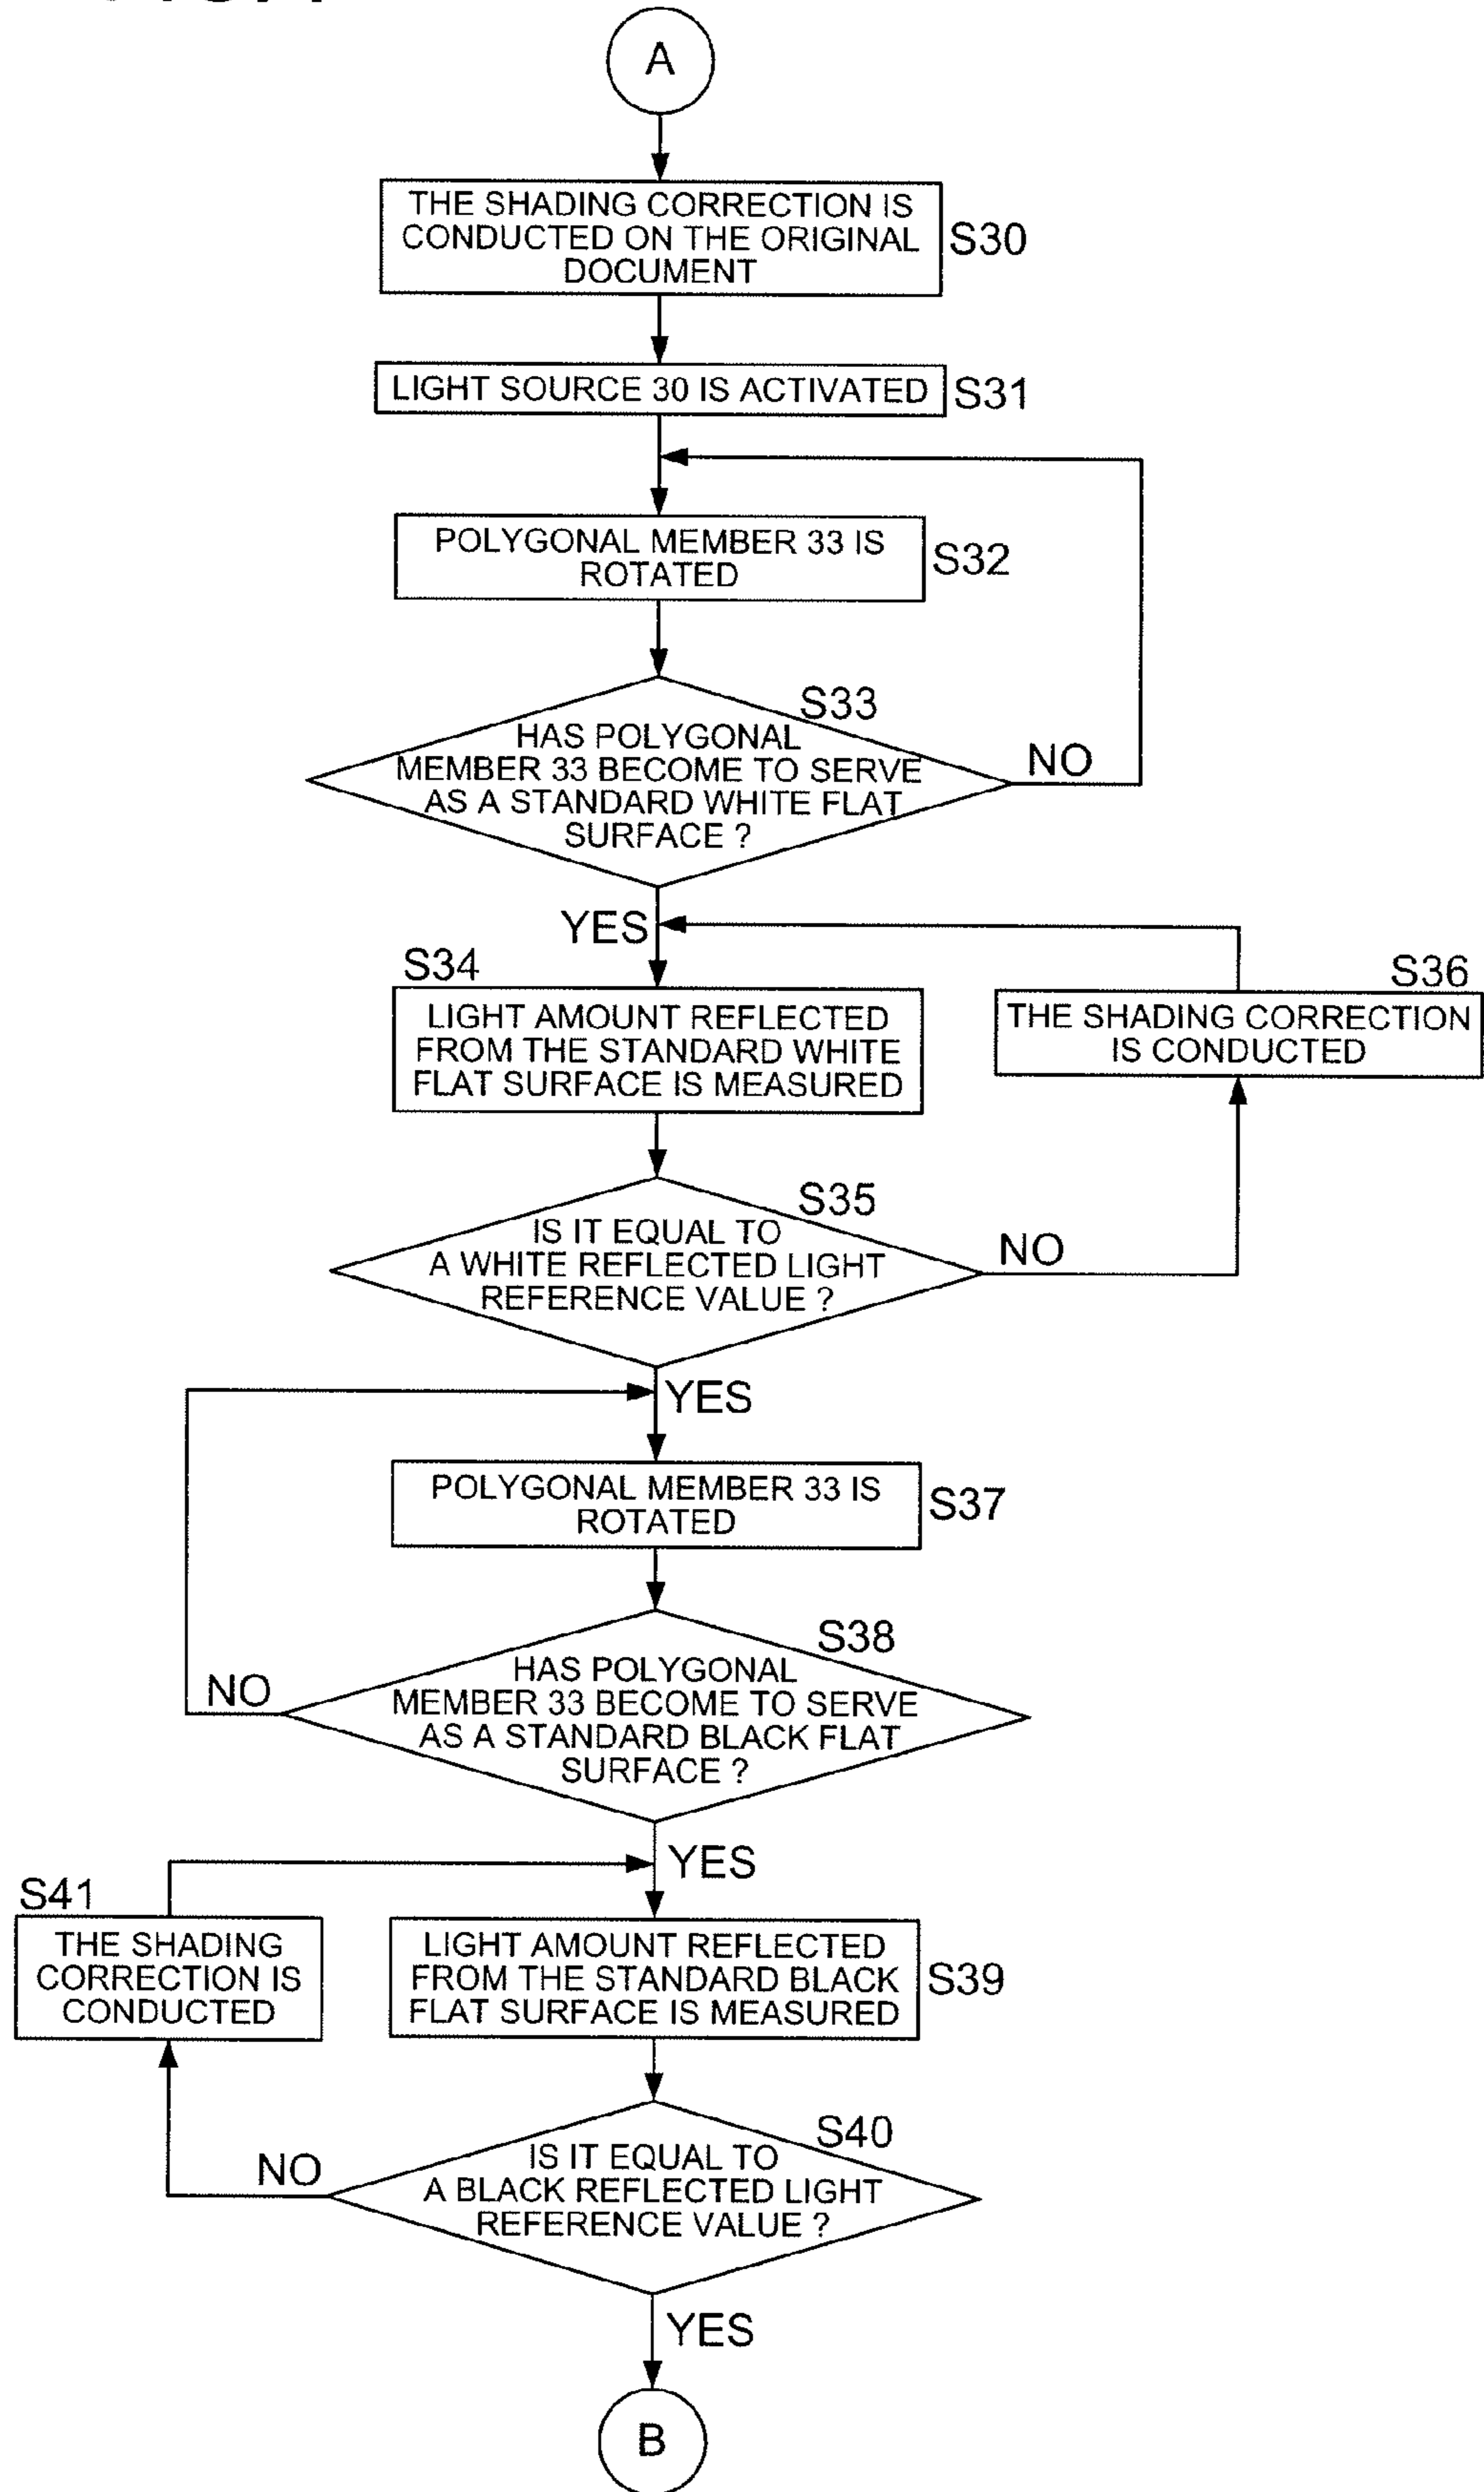 A
THE SHADING CORRECTION IS
CONDUCTED ON THE ORIGINAL
DOCUMENT
S30
LIGHT SOURCE 30 IS ACTIVATED
S31
POLYGONAL MEMBER 33 IS
ROTATED
S32
S33
HAS POLYGONAL
MEMBER 33 BECOME TO SERVE
AS A STANDARD WHITE FLAT
SURFACE ?
NO
YES
S34
LIGHT AMOUNT REFLECTED
FROM THE STANDARD WHITE
FLAT SURFACE IS MEASURED
S36
THE SHADING CORRECTION
IS CONDUCTED
S35
IS IT EQUAL TO
A WHITE REFLECTED LIGHT
REFERENCE VALUE ?
NO
YES
POLYGONAL MEMBER 33 IS
ROTATED
S37
S38
HAS POLYGONAL
MEMBER 33 BECOME TO SERVE
AS A STANDARD BLACK FLAT
SURFACE ?
NO
YES
S41
THE SHADING
CORRECTION IS
CONDUCTED
LIGHT AMOUNT REFLECTED
FROM THE STANDARD BLACK
FLAT SURFACE IS MEASURED
S39
S40
IS IT EQUAL TO
A BLACK REFLECTED LIGHT
REFERENCE VALUE ?
NO
YES
B